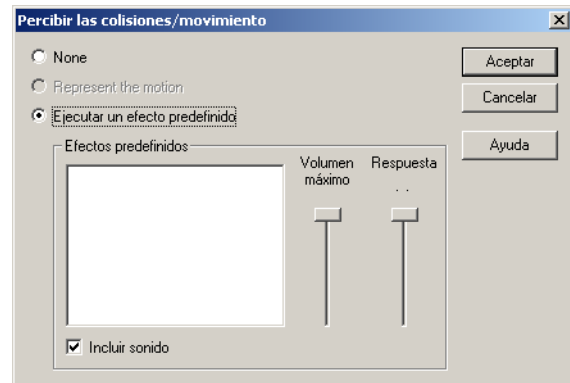 Percibir las colisiones/movimiento
None
Represent the motion
Ejecutar un efecto predefinido
Efectos predefinidos
Volumen
máximo
Respuesta
Incluir sonido
Aceptar
Cancelar
Ayuda